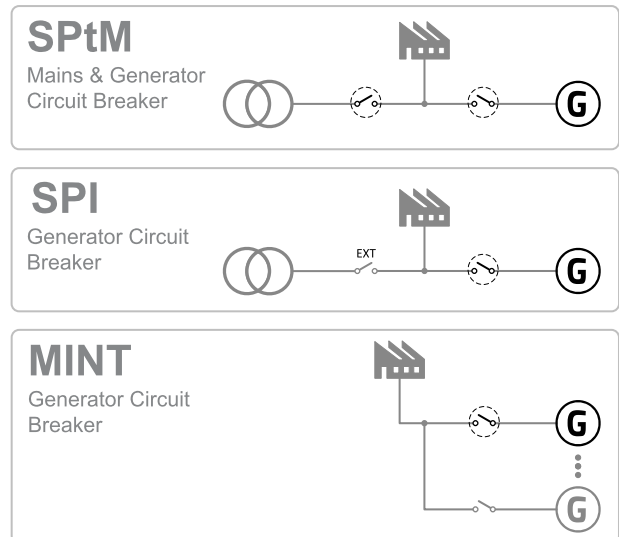 SPtM
Mains & Generator
Circuit Breaker
G
SPI
Generator Circuit
Breaker
EXT
G
MINT
Generator Circuit
Breaker
G
G